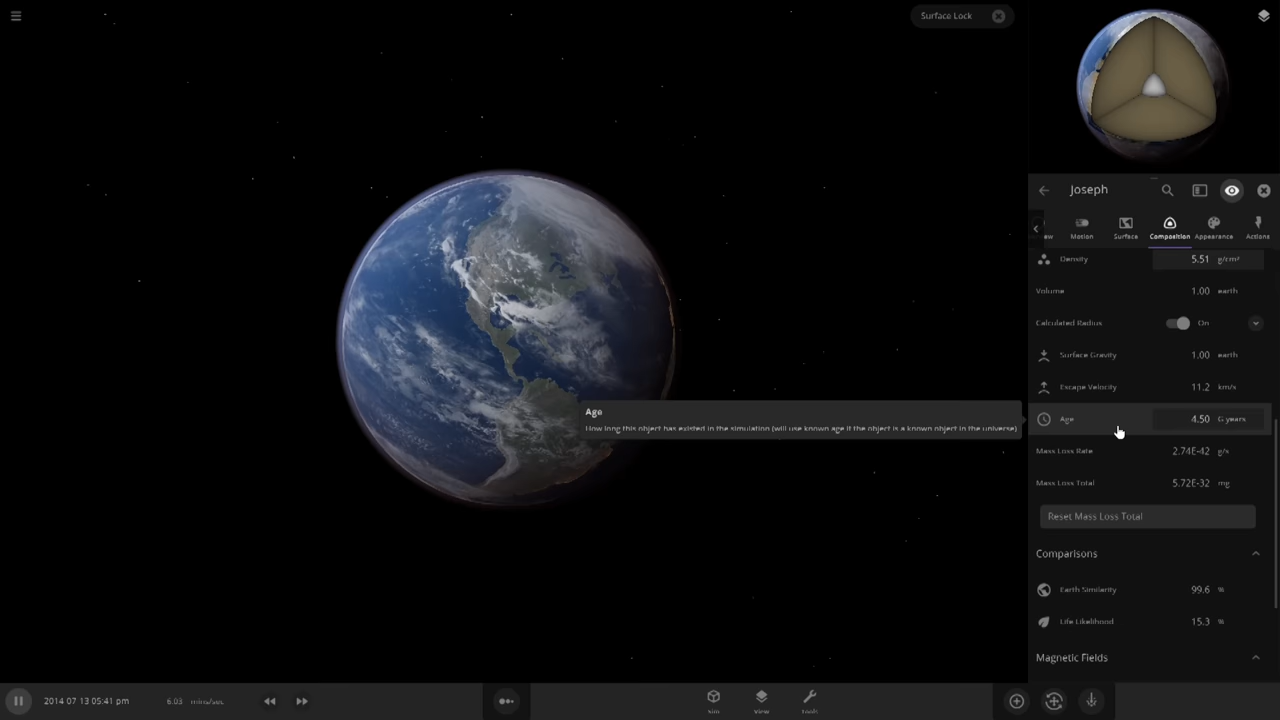 Surface Lock
Joseph
Motion Surface Composition Appearance Actions
Density 5.51 g/cm³
Volume 1.00 earth
Calculated Radius On
Surface Gravity 1.00 earth
Escape Velocity 11.2 km/s
Age
How long this object has existed in the simulation (will use known age if the object is a known object in the universe)
Age 4.50 G years
Mass Loss Rate 2.74E-42 g/s
Mass Loss Total 5.72E-32 mg
Reset Mass Loss Total
Comparisons
Earth Similarity 99.6 %
Life Likelihood 15.3 %
Magnetic Fields
2014 07 13 05:41 pm 6.03 mins/sec
Sim View Tools